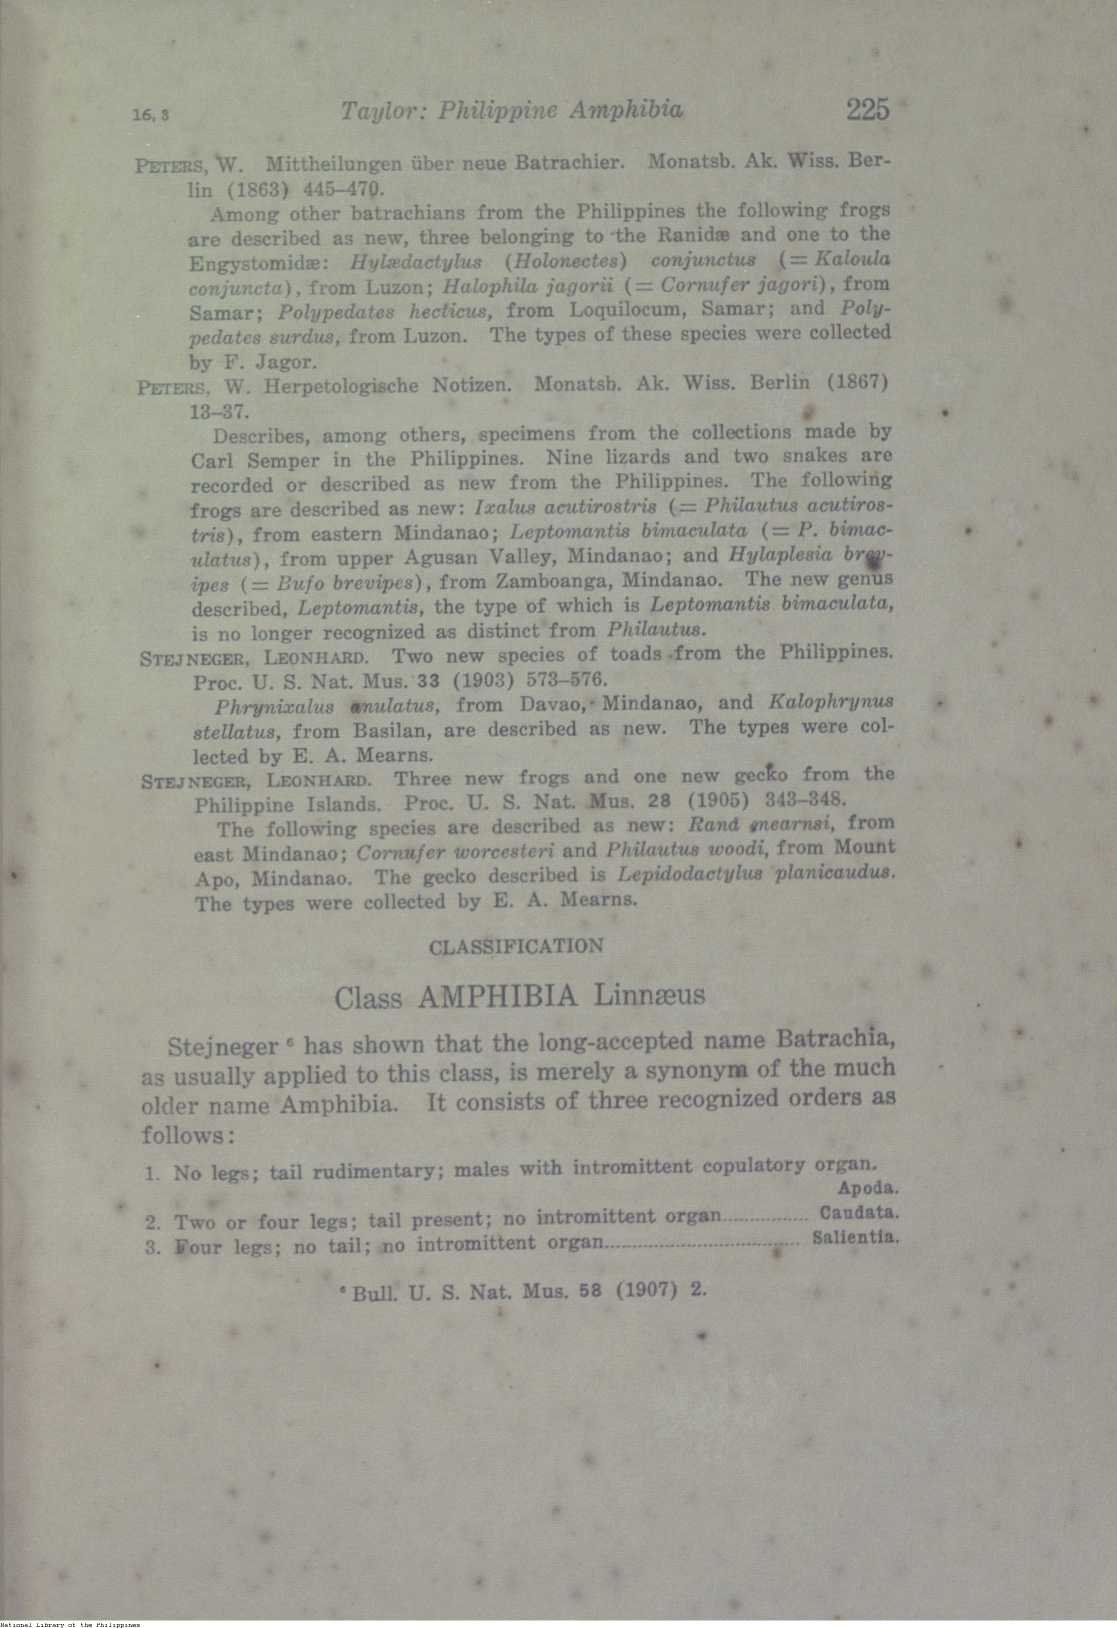 16, 3 Taylor: Philippine Amphibia 225
PETERS, W. Mittheilungen über neue Batrachier. Monatsb. Ak. Wiss. Ber-
lin (1863) 445–470.
Among other batrachians from the Philippines the following frogs
are described as new, three belonging to the Ranidæ and one to the
Engystomidæ: Hylædactylus (Holonectes) conjunctus (= Kaloula
conjuncta), from Luzon; Halophila jagorii (= Cornufer jagori), from
Samar; Polypedates hecticus, from Loquilocum, Samar; and Poly-
pedates surdus, from Luzon. The types of these species were collected
by F. Jagor.
PETERS, W. Herpetologische Notizen. Monatsb. Ak. Wiss. Berlin (1867)
13–37.
Describes, among others, specimens from the collections made by
Carl Semper in the Philippines. Nine lizards and two snakes are
recorded or described as new from the Philippines. The following
frogs are described as new: Ixalus acutirostris (= Philautus acutiros-
tris), from eastern Mindanao; Leptomantis bimaculata (= P. bimac-
ulatus), from upper Agusan Valley, Mindanao; and Hylaplesia brev-
ipes (= Bufo brevipes), from Zamboanga, Mindanao. The new genus
described, Leptomantis, the type of which is Leptomantis bimaculata,
is no longer recognized as distinct from Philautus.
STEJNEGER, LEONHARD. Two new species of toads from the Philippines.
Proc. U. S. Nat. Mus. 33 (1903) 573–576.
Phrynixalus anulatus, from Davao, Mindanao, and Kalophrynus
stellatus, from Basilan, are described as new. The types were col-
lected by E. A. Mearns.
STEJNEGER, LEONHARD. Three new frogs and one new gecko from the
Philippine Islands. Proc. U. S. Nat. Mus. 28 (1905) 343–348.
The following species are described as new: Rana mearnsi, from
east Mindanao; Cornufer worcesteri and Philautus woodi, from Mount
Apo, Mindanao. The gecko described is Lepidodactylus planicaudus.
The types were collected by E. A. Mearns.
CLASSIFICATION
Class AMPHIBIA Linnæus
Stejneger ⁶ has shown that the long-accepted name Batrachia,
as usually applied to this class, is merely a synonym of the much
older name Amphibia. It consists of three recognized orders as
follows:
1. No legs; tail rudimentary; males with intromittent copulatory organ.
Apoda.
2. Two or four legs; tail present; no intromittent organ................ Caudata.
3. Four legs; no tail; no intromittent organ.................................... Salientia.
⁶ Bull. U. S. Nat. Mus. 58 (1907) 2.
National Library of the Philippines